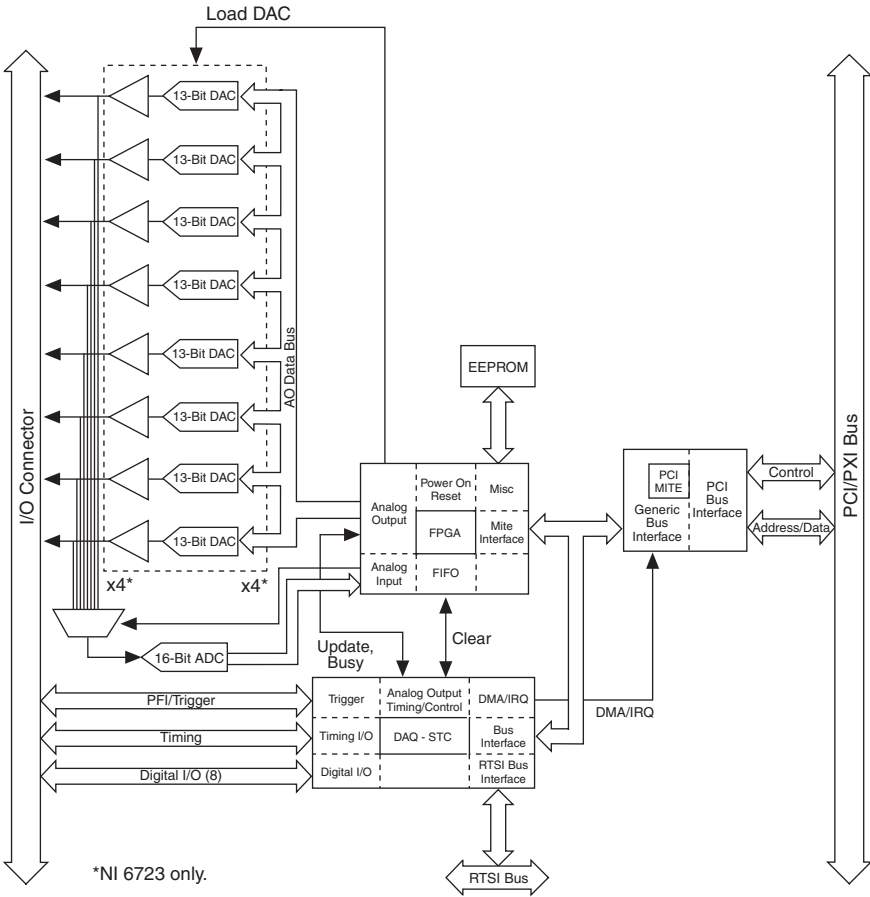 Load DAC
13-Bit DAC
13-Bit DAC
13-Bit DAC
13-Bit DAC
13-Bit DAC
13-Bit DAC
13-Bit DAC
13-Bit DAC
AO Data Bus
I/O Connector
x4*
x4*
16-Bit ADC
EEPROM
Analog
Output
Power On
Reset
Misc
FPGA
Mite
Interface
Analog
Input
FIFO
PCI
MITE
Generic
Bus
Interface
PCI
Bus
Interface
Control
Address/Data
PCI/PXI Bus
Update,
Busy
Clear
PFI/Trigger
Timing
Digital I/O (8)
Trigger
Analog Output
Timing/Control
DMA/IRQ
Timing I/O
DAQ - STC
Bus
Interface
Digital I/O
RTSI Bus
Interface
DMA/IRQ
RTSI Bus
*NI 6723 only.